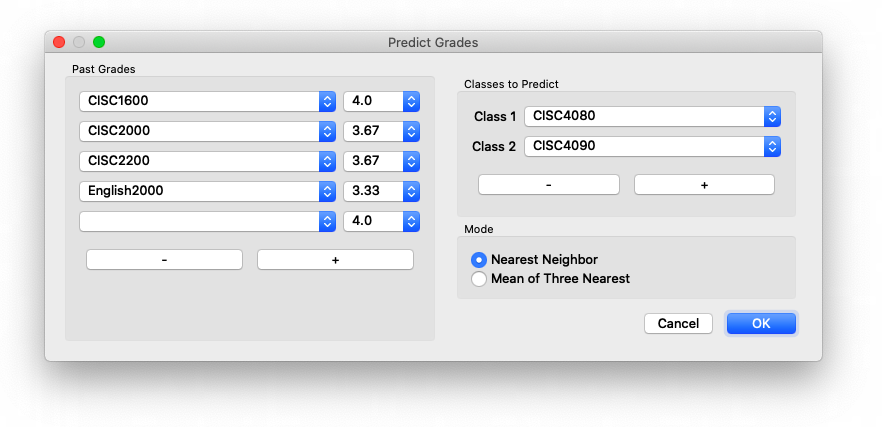 Predict Grades
Past Grades
CISC1600 4.0
CISC2000 3.67
CISC2200 3.67
English2000 3.33
4.0
- +
Classes to Predict
Class 1 CISC4080
Class 2 CISC4090
- +
Mode
Nearest Neighbor
Mean of Three Nearest
Cancel OK